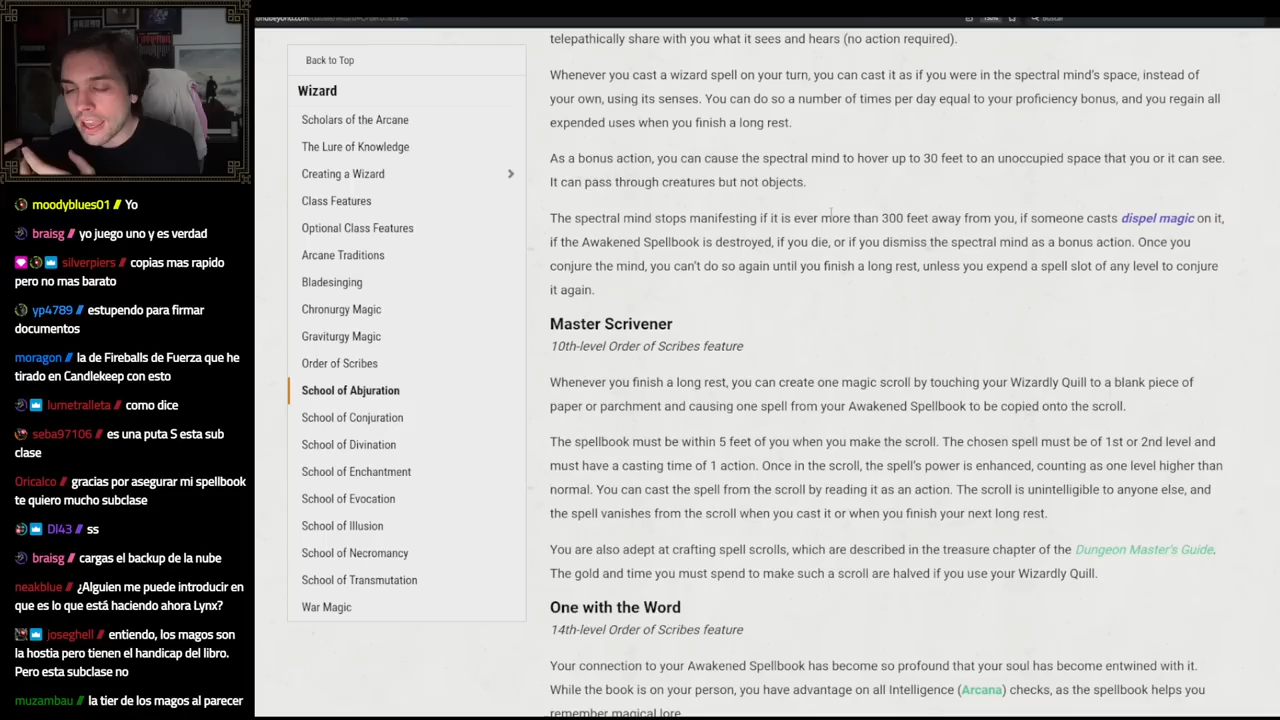 Back to Top
Wizard
Scholars of the Arcane
The Lure of Knowledge
Creating a Wizard
Class Features
Optional Class Features
Arcane Traditions
Bladesinging
Chronurgy Magic
Graviturgy Magic
Order of Scribes
School of Abjuration
School of Conjuration
School of Divination
School of Enchantment
School of Evocation
School of Illusion
School of Necromancy
School of Transmutation
War Magic
telepathically share with you what it sees and hears (no action required).
Whenever you cast a wizard spell on your turn, you can cast it as if you were in the spectral mind's space, instead of
your own, using its senses. You can do so a number of times per day equal to your proficiency bonus, and you regain all
expended uses when you finish a long rest.
As a bonus action, you can cause the spectral mind to hover up to 30 feet to an unoccupied space that you or it can see.
It can pass through creatures but not objects.
The spectral mind stops manifesting if it is ever more than 300 feet away from you, if someone casts dispel magic on it,
if the Awakened Spellbook is destroyed, if you die, or if you dismiss the spectral mind as a bonus action. Once you
conjure the mind, you can't do so again until you finish a long rest, unless you expend a spell slot of any level to conjure
it again.
Master Scrivener
10th-level Order of Scribes feature
Whenever you finish a long rest, you can create one magic scroll by touching your Wizardly Quill to a blank piece of
paper or parchment and causing one spell from your Awakened Spellbook to be copied onto the scroll.
The spellbook must be within 5 feet of you when you make the scroll. The chosen spell must be of 1st or 2nd level and
must have a casting time of 1 action. Once in the scroll, the spell's power is enhanced, counting as one level higher than
normal. You can cast the spell from the scroll by reading it as an action. The scroll is unintelligible to anyone else, and
the spell vanishes from the scroll when you cast it or when you finish your next long rest.
You are also adept at crafting spell scrolls, which are described in the treasure chapter of the Dungeon Master's Guide.
The gold and time you must spend to make such a scroll are halved if you use your Wizardly Quill.
One with the Word
14th-level Order of Scribes feature
Your connection to your Awakened Spellbook has become so profound that your soul has become entwined with it.
While the book is on your person, you have advantage on all Intelligence (Arcana) checks, as the spellbook helps you
remember magical lore.
moodyblues01 // Yo
braisg // yo juego uno y es verdad
silverpiers // copias mas rapido
pero no mas barato
yp4789 // estupendo para firmar
documentos
moragon // la de Fireballs de Fuerza que he
tirado en Candlekeep con esto
lumetralleta // como dice
seba97106 // es una puta S esta sub
clase
Oricalco // gracias por asegurar mi spellbook
te quiero mucho subclase
Dl43 // ss
braisg // cargas el backup de la nube
neakblue // ¿Alguien me puede introducir en
que es lo que está haciendo ahora Lynx?
joseghell // entiendo, los magos son
la hostia pero tienen el handicap del libro.
Pero esta subclase no
muzambau // la tier de los magos al parecer